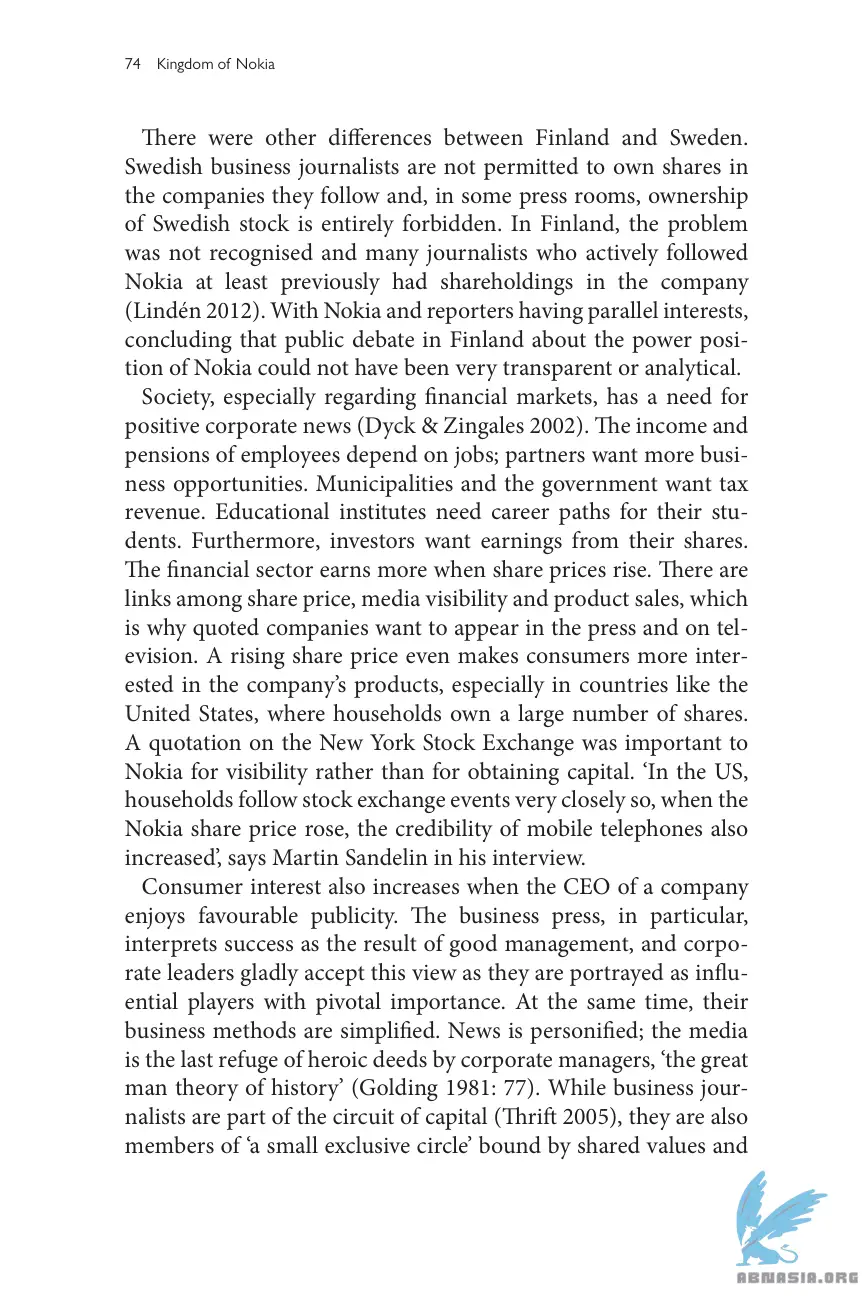 74 Kingdom of Nokia
There were other differences between Finland and Sweden.
Swedish business journalists are not permitted to own shares in
the companies they follow and, in some press rooms, ownership
of Swedish stock is entirely forbidden. In Finland, the problem
was not recognised and many journalists who actively followed
Nokia at least previously had shareholdings in the company
(Lindén 2012). With Nokia and reporters having parallel interests,
concluding that public debate in Finland about the power posi-
tion of Nokia could not have been very transparent or analytical.
Society, especially regarding financial markets, has a need for
positive corporate news (Dyck & Zingales 2002). The income and
pensions of employees depend on jobs; partners want more busi-
ness opportunities. Municipalities and the government want tax
revenue. Educational institutes need career paths for their stu-
dents. Furthermore, investors want earnings from their shares.
The financial sector earns more when share prices rise. There are
links among share price, media visibility and product sales, which
is why quoted companies want to appear in the press and on tel-
evision. A rising share price even makes consumers more inter-
ested in the company’s products, especially in countries like the
United States, where households own a large number of shares.
A quotation on the New York Stock Exchange was important to
Nokia for visibility rather than for obtaining capital. ‘In the US,
households follow stock exchange events very closely so, when the
Nokia share price rose, the credibility of mobile telephones also
increased’, says Martin Sandelin in his interview.
Consumer interest also increases when the CEO of a company
enjoys favourable publicity. The business press, in particular,
interprets success as the result of good management, and corpo-
rate leaders gladly accept this view as they are portrayed as influ-
ential players with pivotal importance. At the same time, their
business methods are simplified. News is personified; the media
is the last refuge of heroic deeds by corporate managers, ‘the great
man theory of history’ (Golding 1981: 77). While business jour-
nalists are part of the circuit of capital (Thrift 2005), they are also
members of ‘a small exclusive circle’ bound by shared values and
ABNASIA.ORG